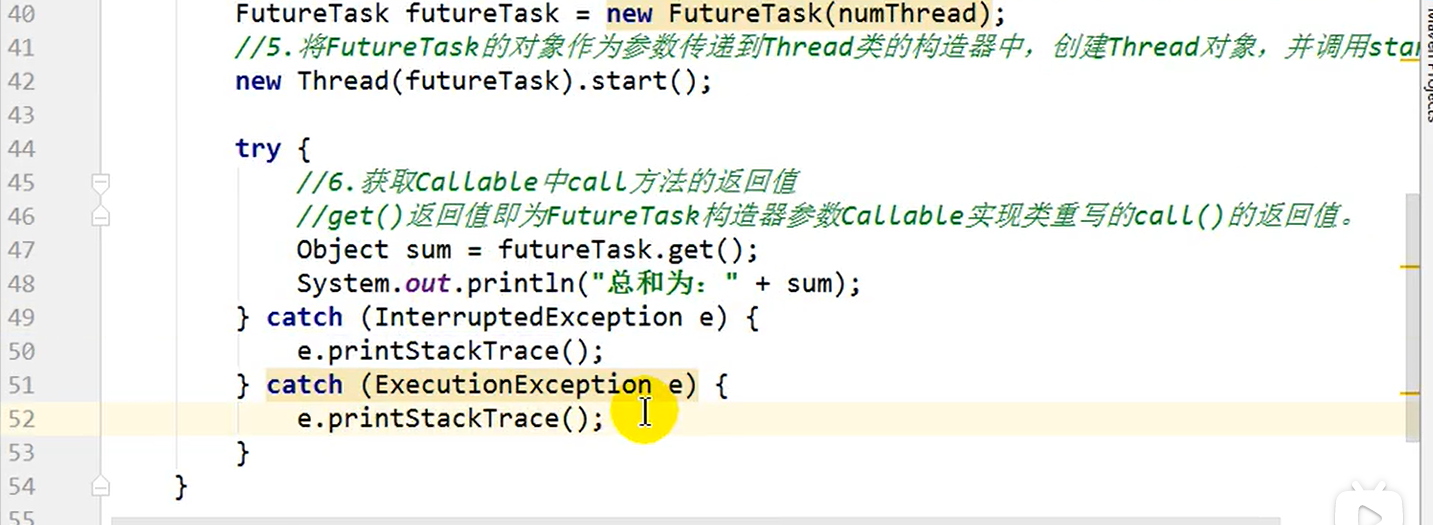 40 FutureTask futureTask = new FutureTask(numThread);
41 //5.将FutureTask的对象作为参数传递到Thread类的构造器中，创建Thread对象，并调用star
42 new Thread(futureTask).start();
43
44 try {
45 //6.获取Callable中call方法的返回值
46 //get()返回值即为FutureTask构造器参数Callable实现类重写的call()的返回值。
47 Object sum = futureTask.get();
48 System.out.println("总和为：" + sum);
49 } catch (InterruptedException e) {
50 e.printStackTrace();
51 } catch (ExecutionException e) {
52 e.printStackTrace();
53 }
54 }
55
Maven Projects